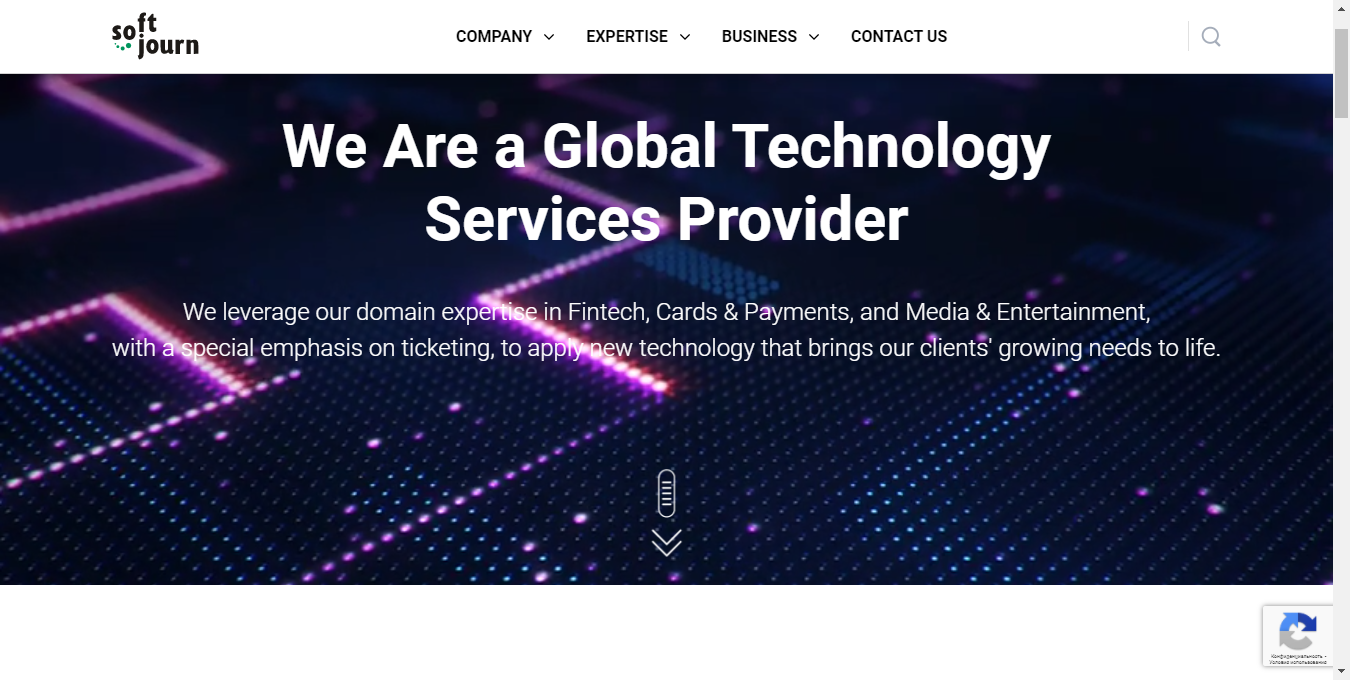 soft
journ
COMPANY
EXPERTISE
BUSINESS
CONTACT US
We Are a Global Technology
Services Provider
We leverage our domain expertise in Fintech, Cards & Payments, and Media & Entertainment,
with a special emphasis on ticketing, to apply new technology that brings our clients' growing needs to life.
Конфиденциальность -
Условия использования